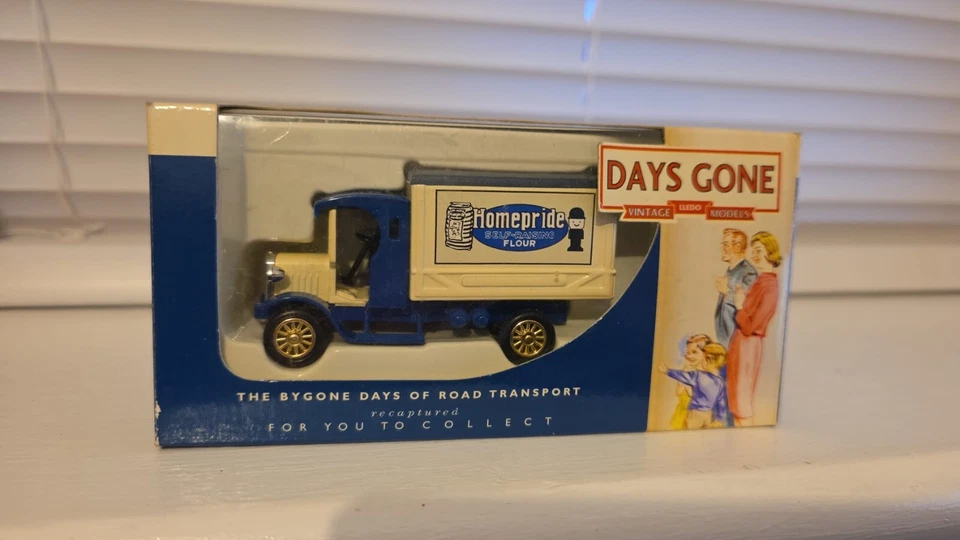 DAYS GONE
VINTAGE LLEDO MODELS
Homepride
SELF-RAISING
FLOUR
THE BYGONE DAYS OF ROAD TRANSPORT
recaptured
FOR YOU TO COLLECT